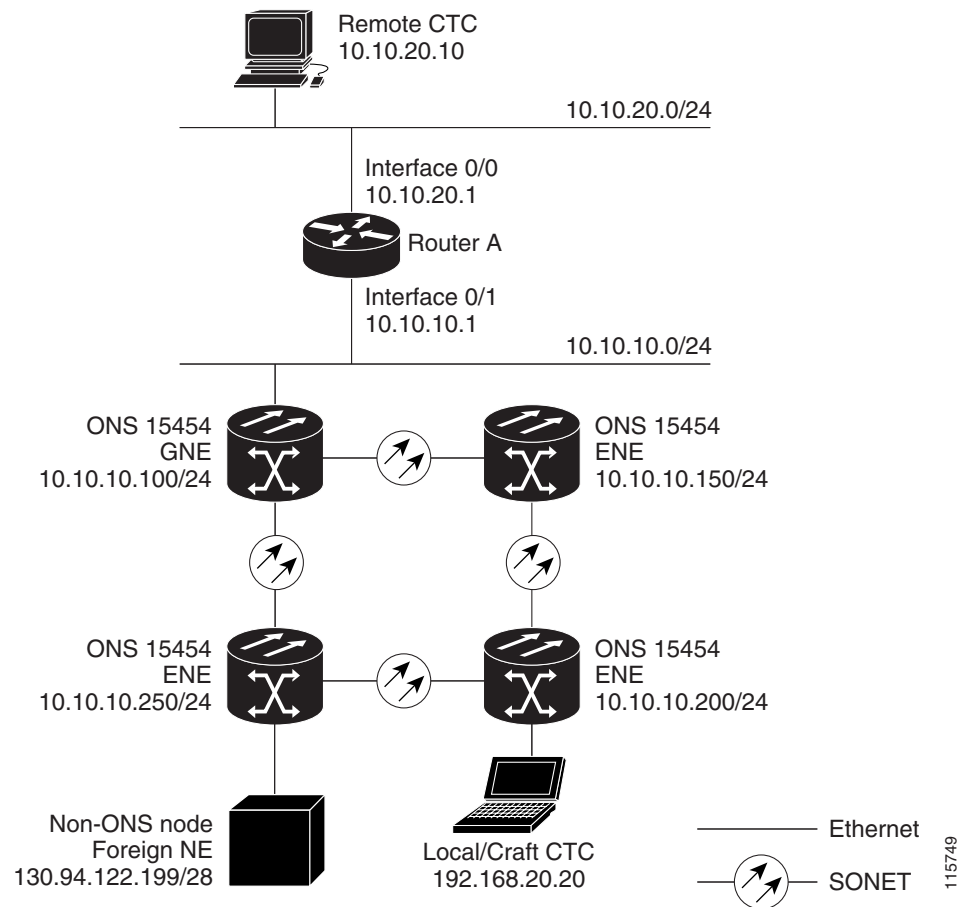 Remote CTC
10.10.20.10
10.10.20.0/24
Interface 0/0
10.10.20.1
Router A
Interface 0/1
10.10.10.1
10.10.10.0/24
ONS 15454
GNE
10.10.10.100/24
ONS 15454
ENE
10.10.10.150/24
ONS 15454
ENE
10.10.10.250/24
ONS 15454
ENE
10.10.10.200/24
Non-ONS node
Foreign NE
130.94.122.199/28
Local/Craft CTC
192.168.20.20
Ethernet
SONET
115749